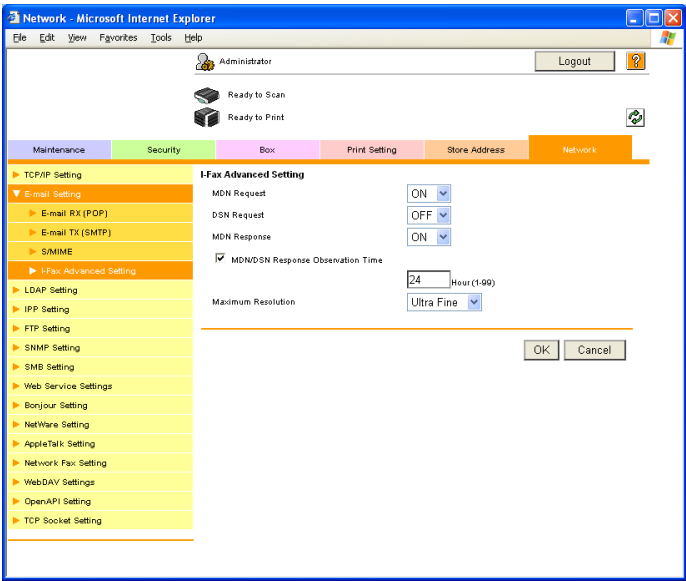 Network - Microsoft Internet Explorer
File Edit View Favorites Tools Help
Administrator
Logout
?
Ready to Scan
Ready to Print
Maintenance Security Box Print Setting Store Address Network
TCP/IP Setting
E-mail Setting
E-mail RX (POP)
E-mail TX (SMTP)
S/MIME
I-Fax Advanced Setting
LDAP Setting
IPP Setting
FTP Setting
SNMP Setting
SMB Setting
Web Service Settings
Bonjour Setting
NetWare Setting
AppleTalk Setting
Network Fax Setting
WebDAV Settings
OpenAPI Setting
TCP Socket Setting
I-Fax Advanced Setting
MDN Request ON
DSN Request OFF
MDN Response ON
MDN/DSN Response Observation Time
24 Hour (1-99)
Maximum Resolution Ultra Fine
OK Cancel